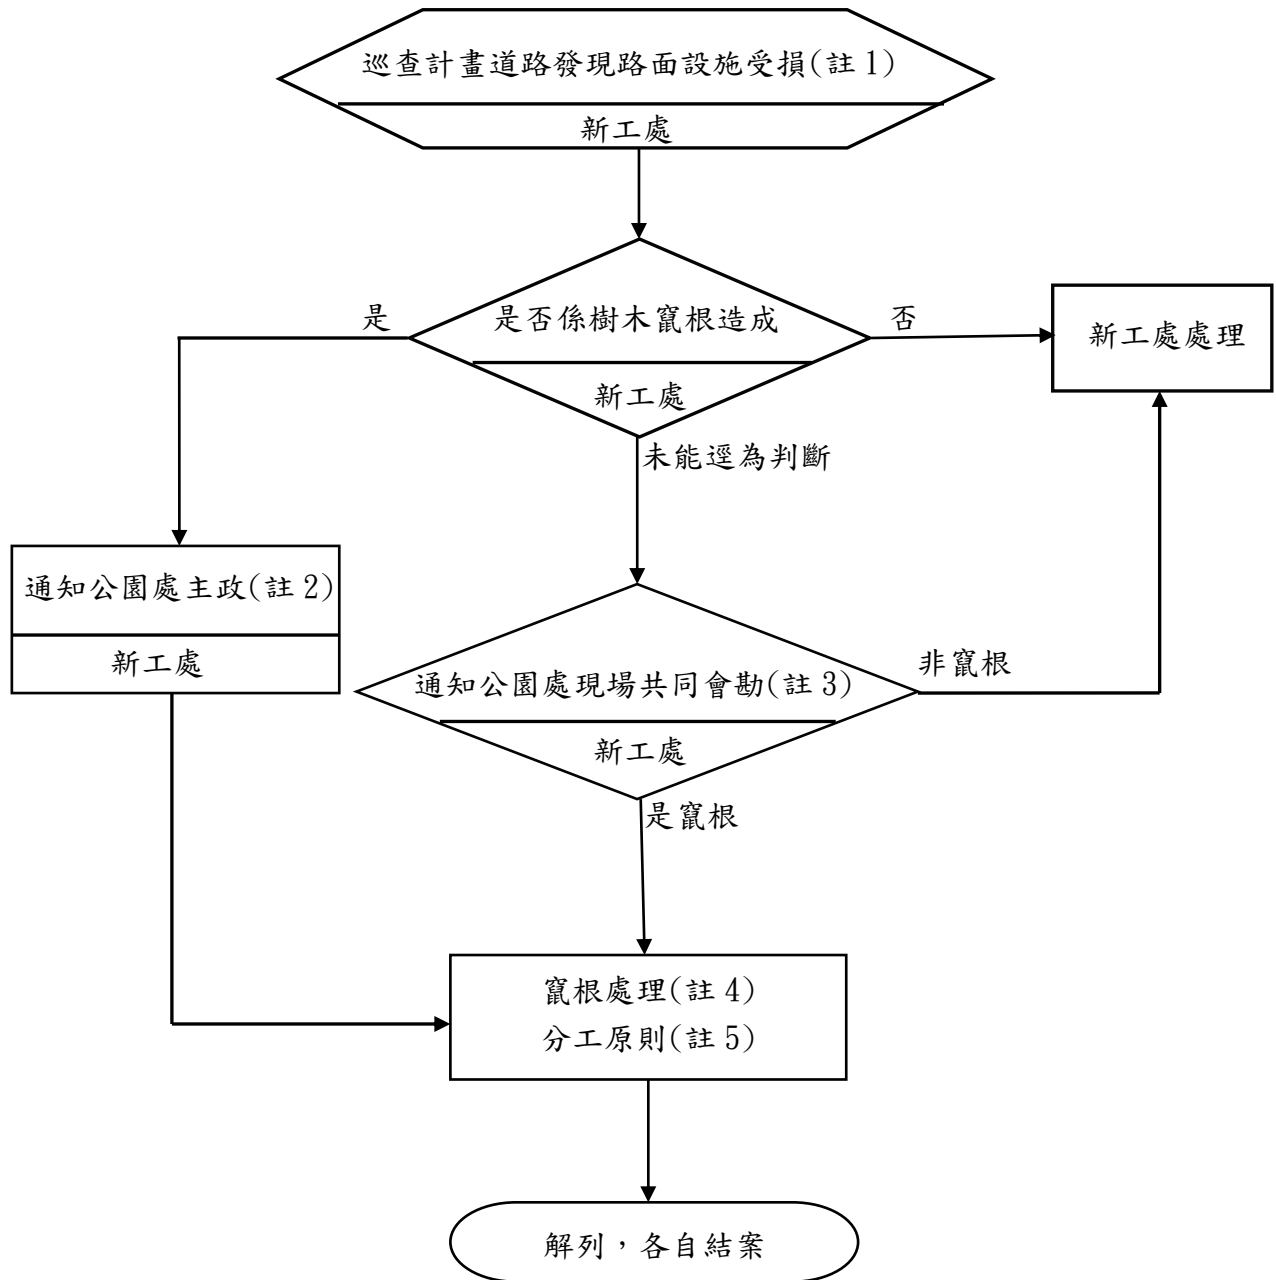 巡查計畫道路發現路面設施受損(註1)
新工處
是否係樹木竄根造成
新工處
是
否
新工處處理
未能逕為判斷
通知公園處主政(註2)
新工處
通知公園處現場共同會勘(註3)
新工處
非竄根
是竄根
竄根處理(註4)
分工原則(註5)
解列，各自結案